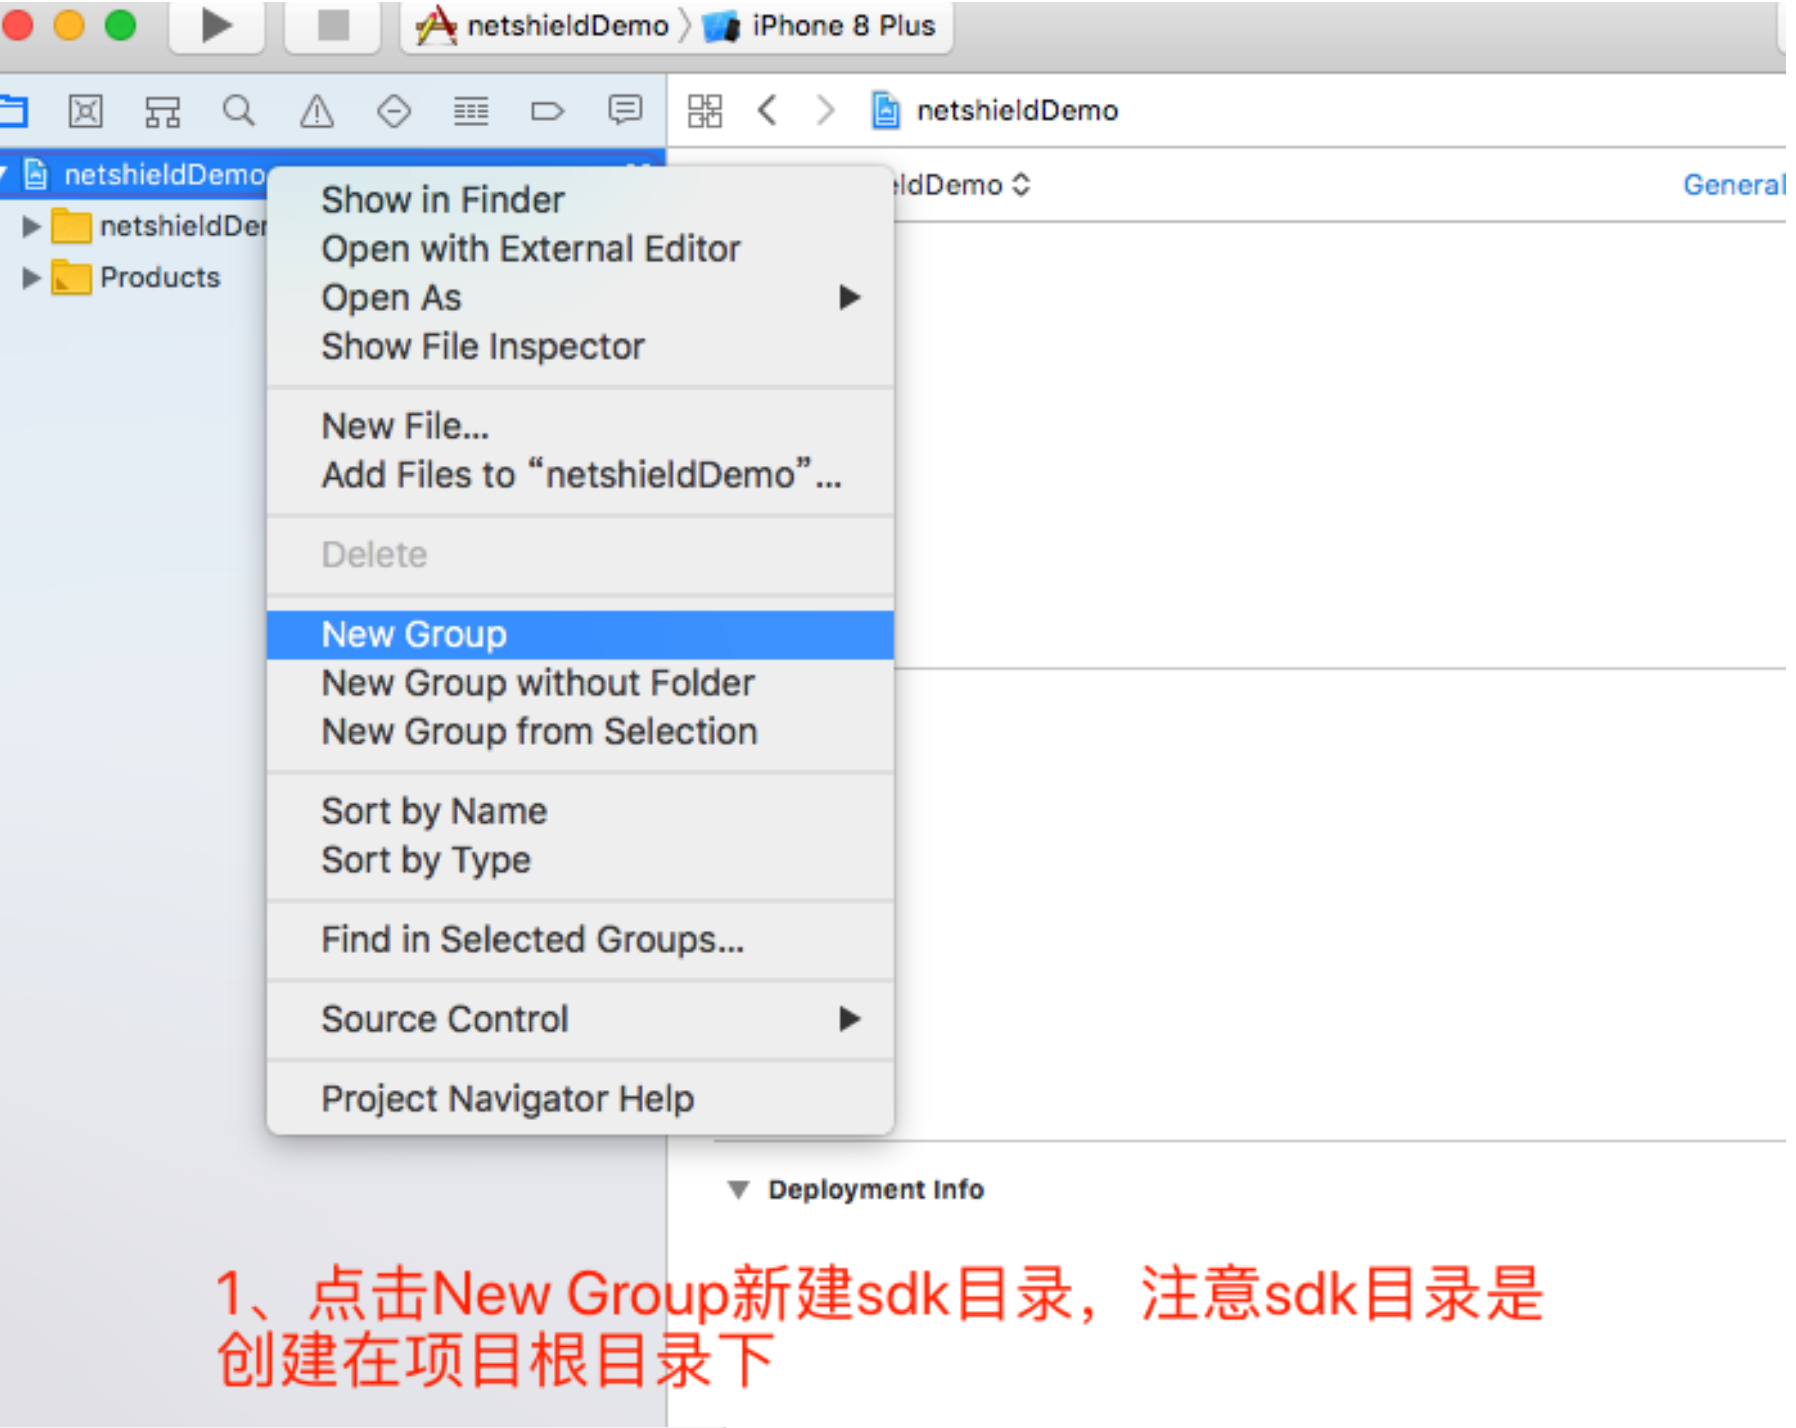 netshieldDemo
iPhone 8 Plus
netshieldDemo
netshieldDemo
ldDemo
General
netshieldDer
Products
Show in Finder
Open with External Editor
Open As
Show File Inspector
New File...
Add Files to “netshieldDemo”...
Delete
New Group
New Group without Folder
New Group from Selection
Sort by Name
Sort by Type
Find in Selected Groups...
Source Control
Project Navigator Help
Deployment Info
1、点击New Group新建sdk目录，注意sdk目录是
创建在项目根目录下